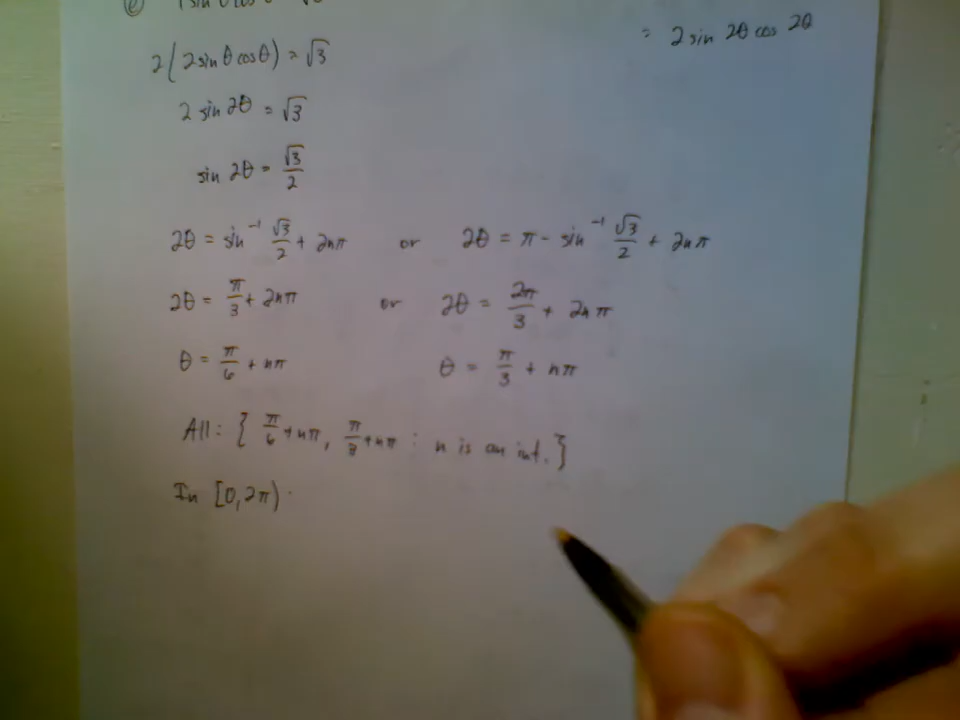 = 2 sin 2θ cos 2θ
2(2sin θ cos θ) = √3
2 sin 2θ = √3
sin 2θ = √3/2
2θ = sin⁻¹ √3/2 + 2nπ or 2θ = π - sin⁻¹ √3/2 + 2nπ
2θ = π/3 + 2nπ or 2θ = 2π/3 + 2nπ
θ = π/6 + nπ θ = π/3 + nπ
All: { π/6 + nπ, π/3 + nπ : n is an int. }
In [0, 2π)